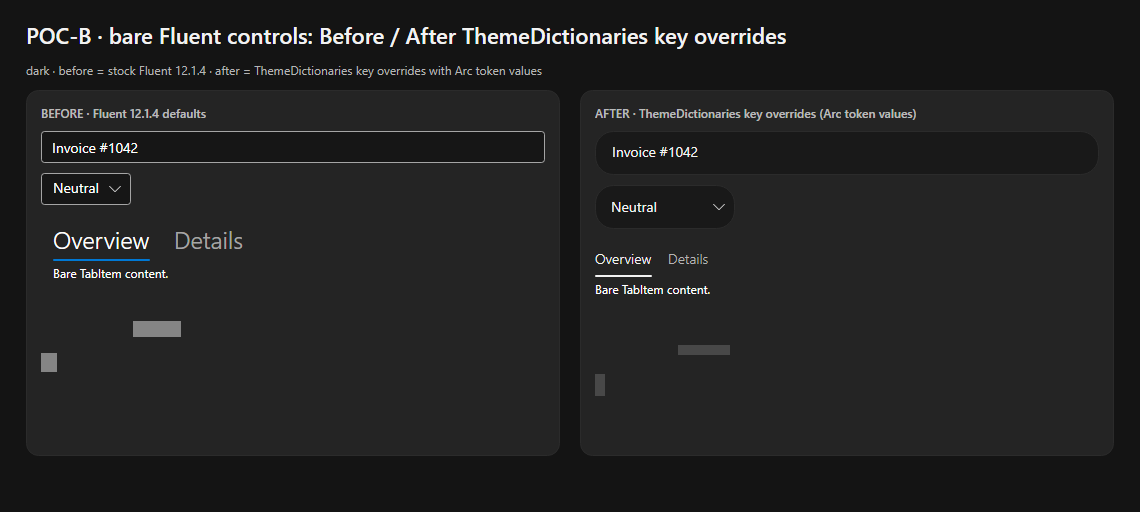 POC-B · bare Fluent controls: Before / After ThemeDictionaries key overrides
dark · before = stock Fluent 12.1.4 · after = ThemeDictionaries key overrides with Arc token values
BEFORE · Fluent 12.1.4 defaults
Invoice #1042
Neutral
Overview Details
Bare TabItem content.
AFTER · ThemeDictionaries key overrides (Arc token values)
Invoice #1042
Neutral
Overview Details
Bare TabItem content.